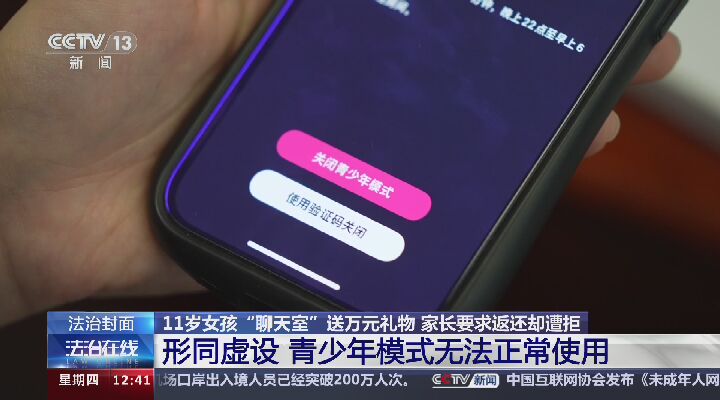 CCTV 13
新闻
晚上22点至早上6
关闭青少年模式
使用验证码关闭
法治封面
11岁女孩“聊天室”送万元礼物 家长要求返还却遭拒
法治在线
形同虚设 青少年模式无法正常使用
星期四 12:41 场口岸出入境人员已经突破200万人次。 CCTV 新闻 中国互联网协会发布《未成年人网